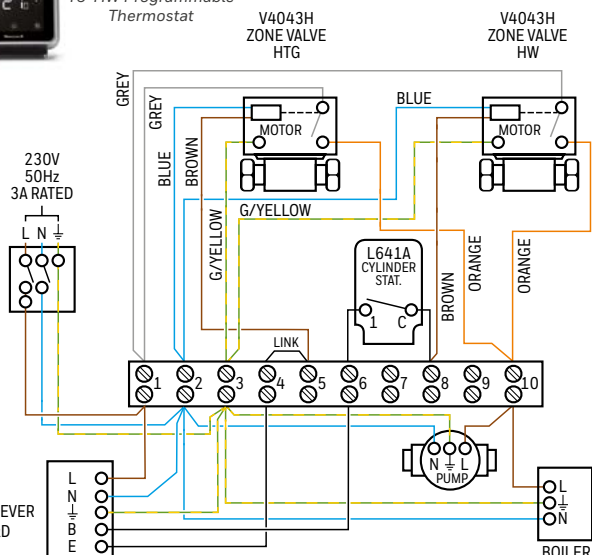 Thermostat
V4043H
ZONE VALVE
HTG
V4043H
ZONE VALVE
HW
GREY
GREY
BLUE
BROWN
MOTOR
BLUE
MOTOR
230V
50Hz
3A RATED
L N
G/YELLOW
G/YELLOW
L641A
CYLINDER
STAT.
1 C
BROWN
ORANGE
ORANGE
LINK
1 2 3 4 5 6 7 8 9 10
N L
PUMP
L
N
B
E
EVER
L
N
BOILER